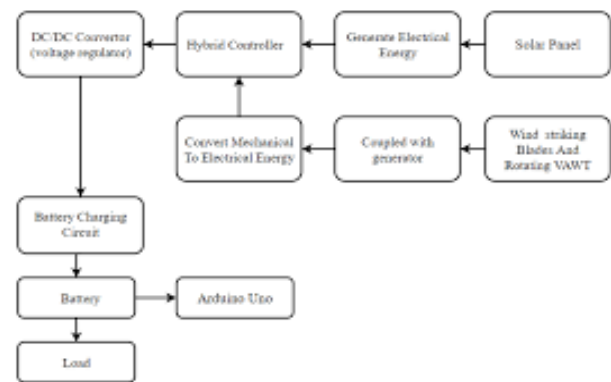 DC/DC Convertor
(voltage regulator)
Hybrid Controller
Generate Electrical
Energy
Solar Panel
Convert Mechanical
To Electrical Energy
Coupled with
generator
Wind striking
Blades And
Rotating VAWT
Battery Charging
Circuit
Battery
Arduino Uno
Load